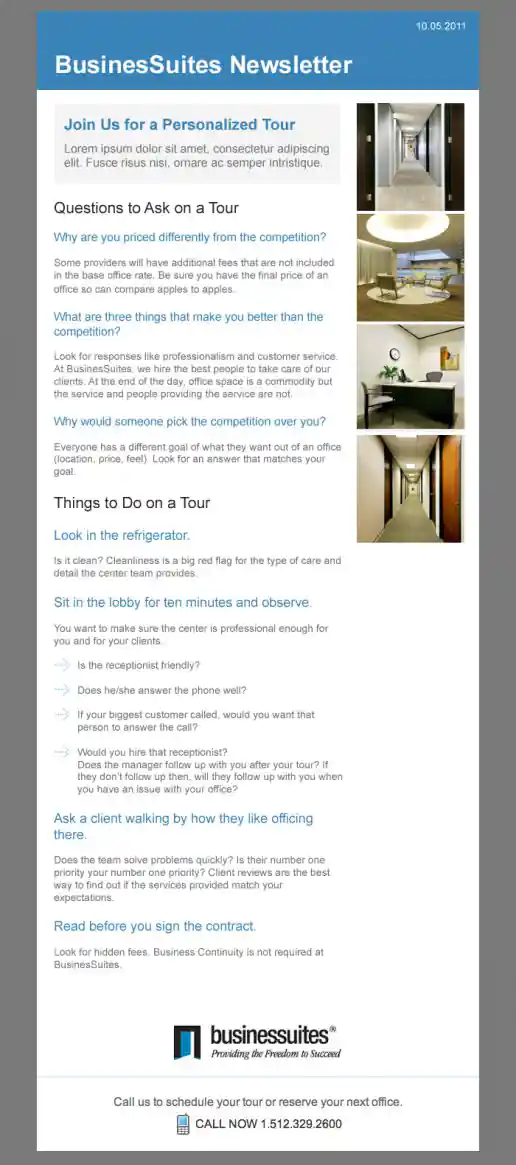 10.05.2011
BusinesSuites Newsletter
Join Us for a Personalized Tour
Lorem ipsum dolor sit amet, consectetur adipiscing
elit. Fusce risus nisi, ornare ac semper intristique.
Questions to Ask on a Tour
Why are you priced differently from the competition?
Some providers will have additional fees that are not included
in the base office rate. Be sure you have the final price of an
office so can compare apples to apples.
What are three things that make you better than the
competition?
Look for responses like professionalism and customer service.
At BusinesSuites, we hire the best people to take care of our
clients. At the end of the day, office space is a commodity but
the service and people providing the service are not.
Why would someone pick the competition over you?
Everyone has a different goal of what they want out of an office
(location, price, feel). Look for an answer that matches your
goal.
Things to Do on a Tour
Look in the refrigerator.
Is it clean? Cleanliness is a big red flag for the type of care and
detail the center team provides.
Sit in the lobby for ten minutes and observe.
You want to make sure the center is professional enough for
you and for your clients.
Is the receptionist friendly?
Does he/she answer the phone well?
If your biggest customer called, would you want that
person to answer the call?
Would you hire that receptionist?
Does the manager follow up with you after your tour? If
they don't follow up then, will they follow up with you when
you have an issue with your office?
Ask a client walking by how they like officing
there.
Does the team solve problems quickly? Is their number one
priority your number one priority? Client reviews are the best
way to find out if the services provided match your
expectations.
Read before you sign the contract.
Look for hidden fees. Business Continuity is not required at
BusinesSuites.
businessuites®
Providing the Freedom to Succeed
Call us to schedule your tour or reserve your next office.
CALL NOW 1.512.329.2600